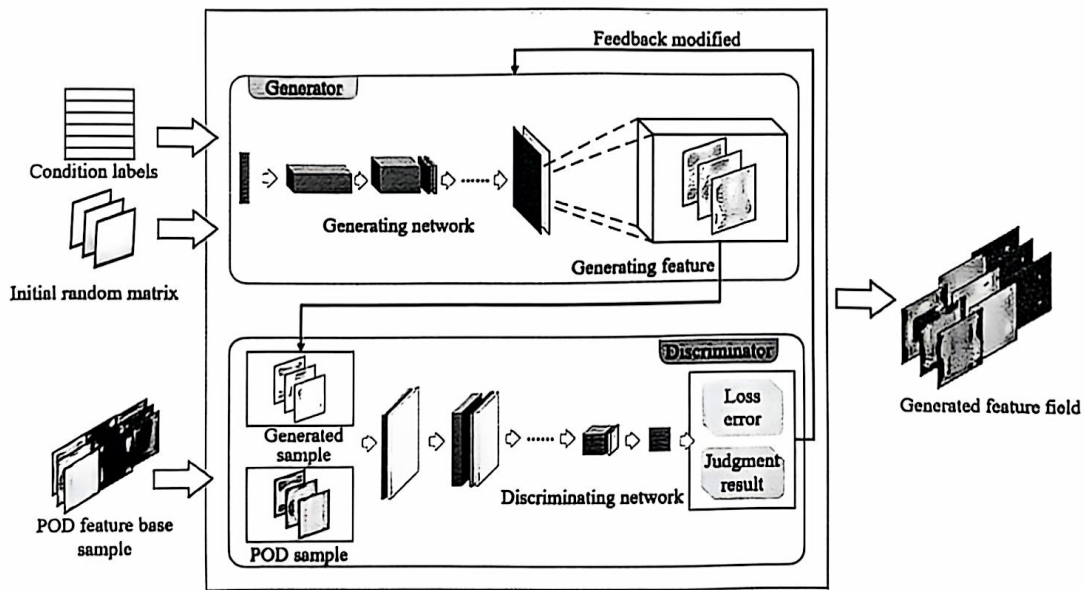 Feedback modified
Generator
Condition labels
Generating network
Initial random matrix
Generating feature
Discriminator
Generated
sample
Loss
error
Judgment
result
Discriminating network
POD sample
POD feature base
sample
Generated feature field